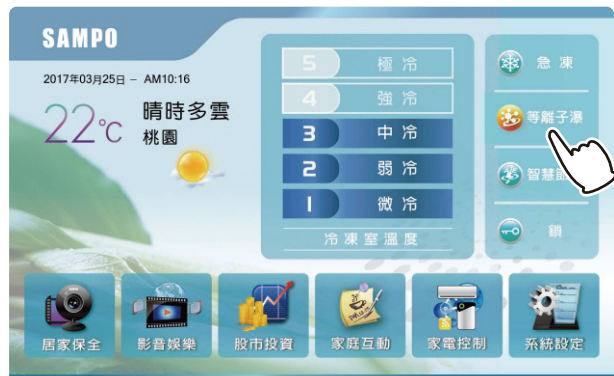 SAMPO
2017年03月25日 - AM10:16
22°C
晴時多雲
桃園
5 極冷
4 強冷
3 中冷
2 弱冷
1 微冷
冷凍室溫度
急凍
等離子瀑
智慧
鎖
居家保全
影音娛樂
股市投資
家庭互動
家電控制
系統設定